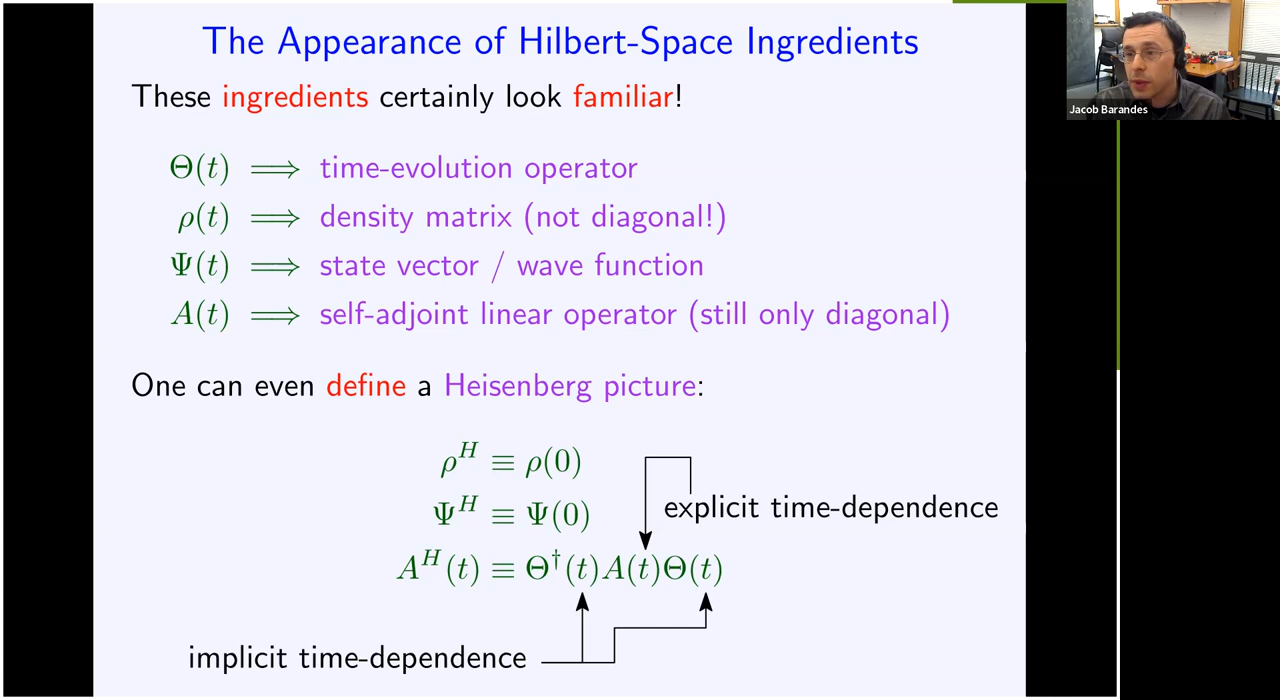 The Appearance of Hilbert-Space Ingredients
These ingredients certainly look familiar!
Θ(t) ⟹ time-evolution operator
ρ(t) ⟹ density matrix (not diagonal!)
Ψ(t) ⟹ state vector / wave function
A(t) ⟹ self-adjoint linear operator (still only diagonal)
One can even define a Heisenberg picture:
ρ^H ≡ ρ(0)
Ψ^H ≡ Ψ(0)
explicit time-dependence
A^H(t) ≡ Θ†(t)A(t)Θ(t)
implicit time-dependence
Jacob Barandes